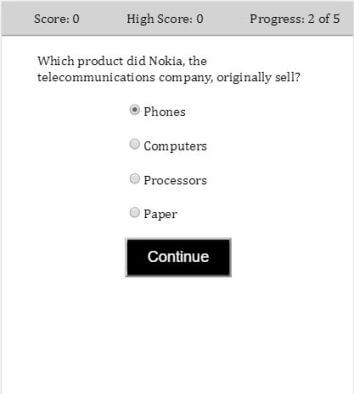 Score: 0 High Score: 0 Progress: 2 of 5
Which product did Nokia, the
telecommunications company, originally sell?
Phones
Computers
Processors
Paper
Continue